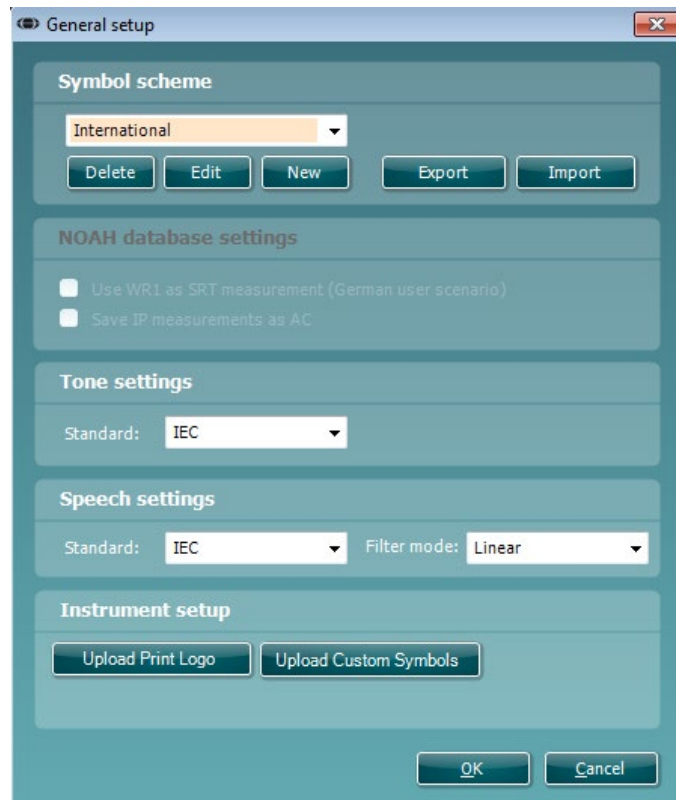 General setup
Symbol scheme
International
Delete Edit New Export Import
NOAH database settings
Use WR1 as SRT measurement (German user scenario)
Save IP measurements as AC
Tone settings
Standard: IEC
Speech settings
Standard: IEC Filter mode: Linear
Instrument setup
Upload Print Logo Upload Custom Symbols
OK Cancel